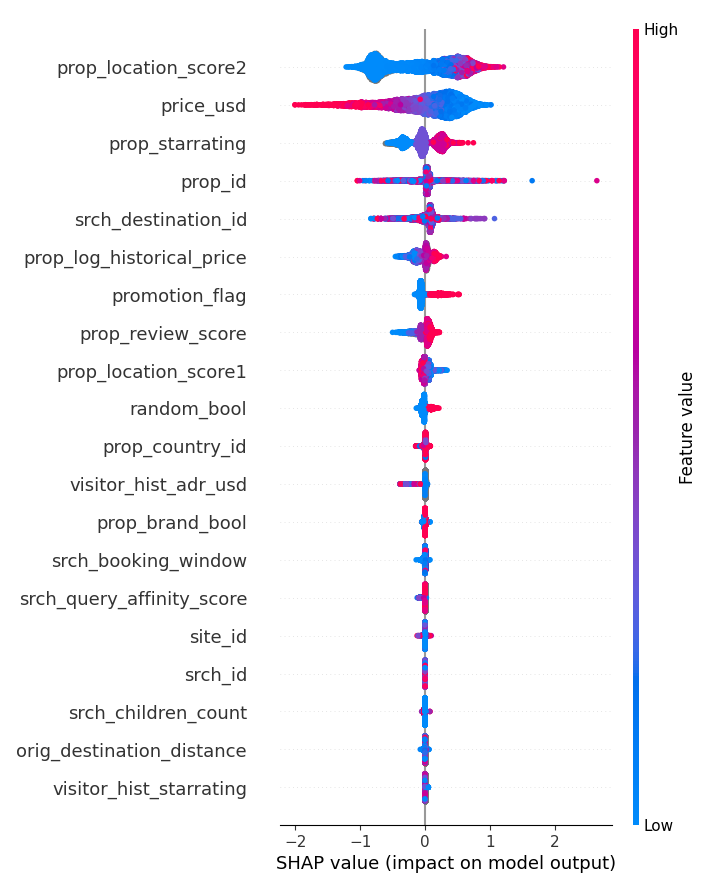 High
prop_location_score2
price_usd
prop_starrating
prop_id
srch_destination_id
prop_log_historical_price
promotion_flag
prop_review_score
prop_location_score1
random_bool
prop_country_id
visitor_hist_adr_usd
prop_brand_bool
srch_booking_window
srch_query_affinity_score
site_id
srch_id
srch_children_count
orig_destination_distance
visitor_hist_starrating
Feature value
Low
−2 −1 0 1 2
SHAP value (impact on model output)